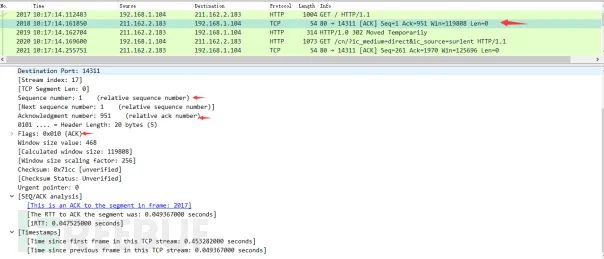 No. Time Source Destination Protocol Length Info
2017 10:17:14.112483 192.168.1.104 211.162.2.183 HTTP 1004 GET / HTTP/1.1
2018 10:17:14.161850 211.162.2.183 192.168.1.104 TCP 54 80 → 14311 [ACK] Seq=1 Ack=951 Win=119808 Len=0
2019 10:17:14.162704 211.162.2.183 192.168.1.104 HTTP 314 HTTP/1.0 302 Moved Temporarily
2020 10:17:14.169600 192.168.1.104 211.162.2.183 HTTP 1073 GET /cn/?ic_medium=direct&ic_source=surlent HTTP/1.1
2021 10:17:14.255751 211.162.2.183 192.168.1.104 TCP 54 80 → 14311 [ACK] Seq=261 Ack=1970 Win=125696 Len=0
Destination Port: 14311
[Stream index: 17]
[TCP Segment Len: 0]
Sequence number: 1 (relative sequence number)
[Next sequence number: 1 (relative sequence number)]
Acknowledgment number: 951 (relative ack number)
0101 .... = Header Length: 20 bytes (5)
Flags: 0x010 (ACK)
Window size value: 468
[Calculated window size: 119808]
[Window size scaling factor: 256]
Checksum: 0x71cc [unverified]
[Checksum Status: Unverified]
Urgent pointer: 0
[SEQ/ACK analysis]
[This is an ACK to the segment in frame: 2017]
[The RTT to ACK the segment was: 0.049367000 seconds]
[iRTT: 0.047525000 seconds]
[Timestamps]
[Time since first frame in this TCP stream: 0.453282000 seconds]
[Time since previous frame in this TCP stream: 0.049367000 seconds]